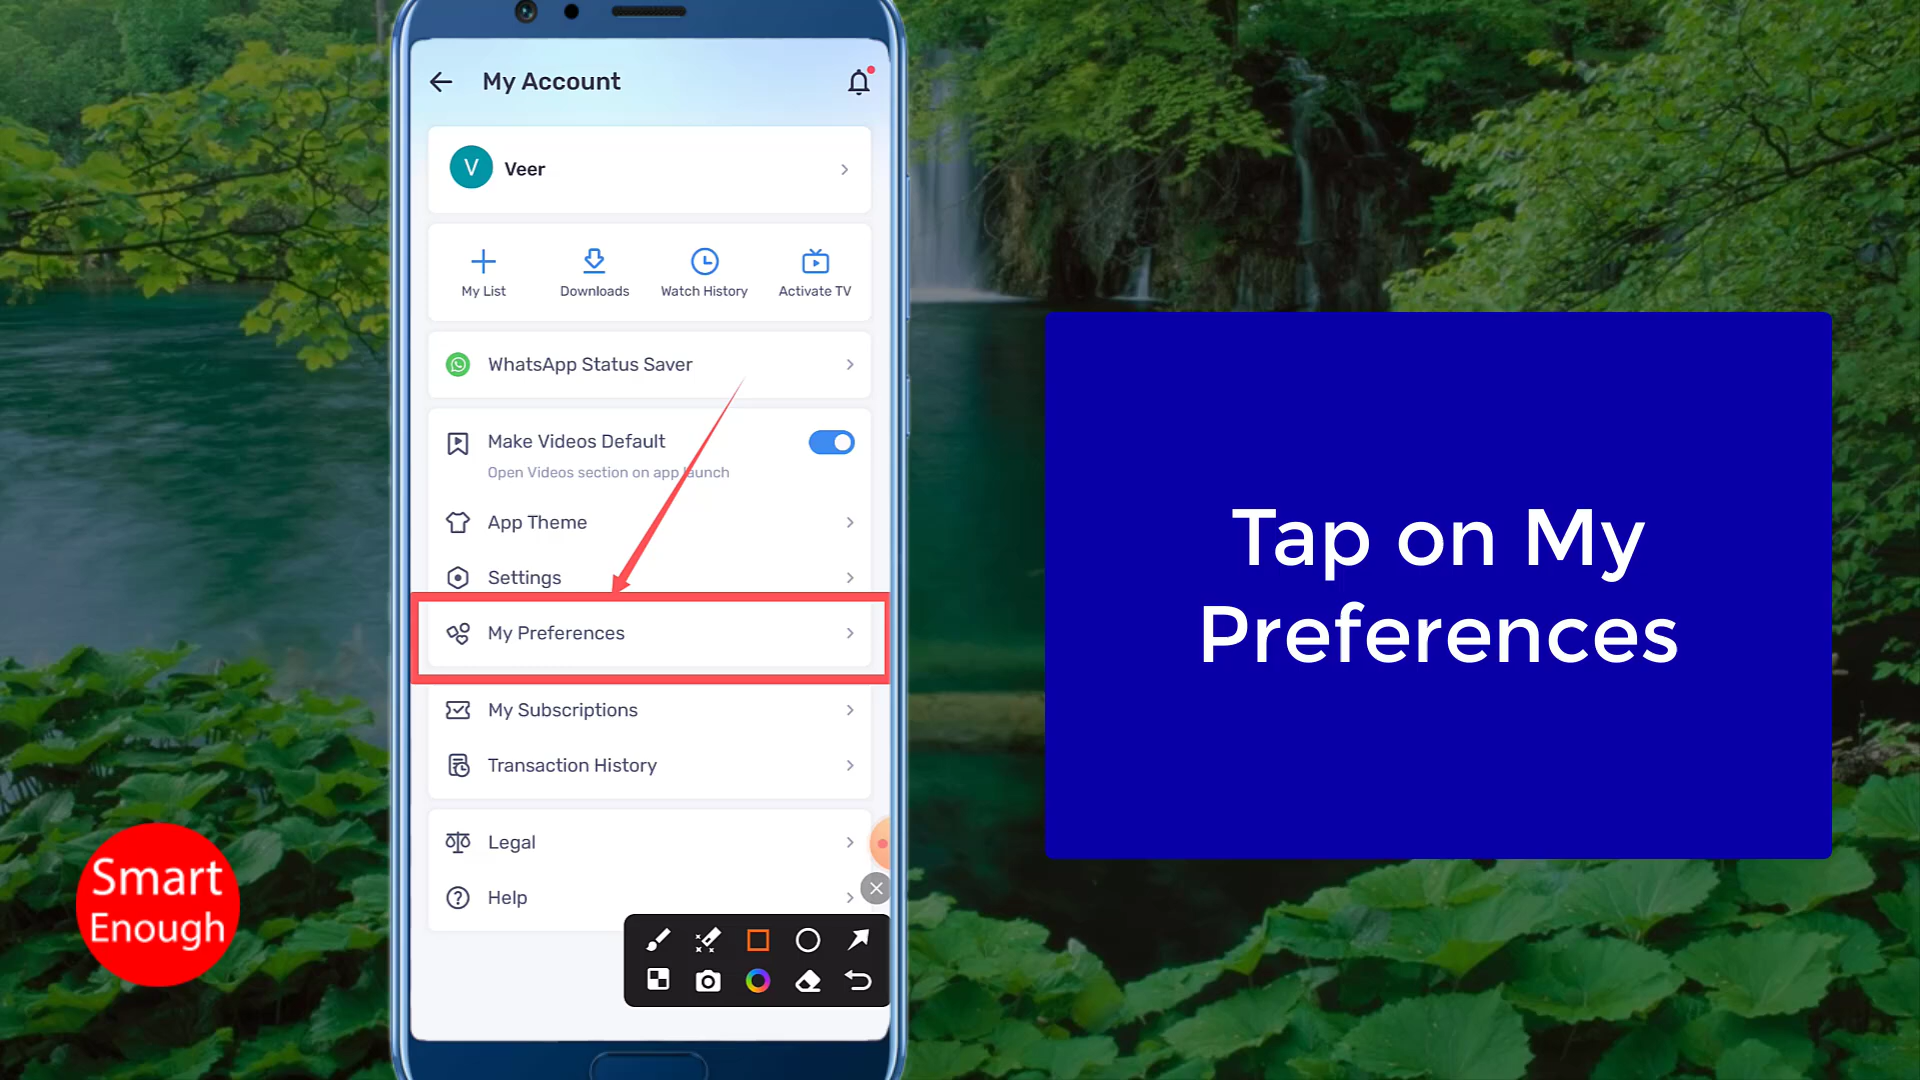 My Account
V
Veer
My List
Downloads
Watch History
Activate TV
WhatsApp Status Saver
Make Videos Default
Open Videos section on app launch
App Theme
Settings
My Preferences
My Subscriptions
Transaction History
Legal
Help
Tap on My
Preferences
Smart
Enough